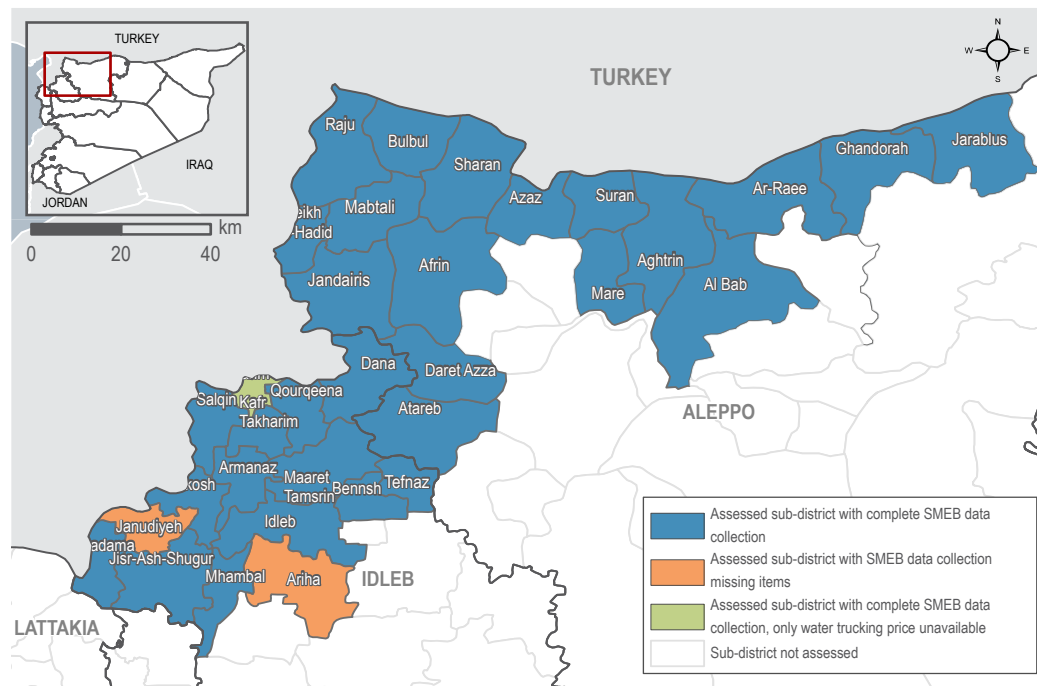 TURKEY
IRAQ
JORDAN
km
0 20 40
N
W E
S
TURKEY
Raju
Bulbul
Sharan
Ghandorah
Jarablus
Azaz
Suran
Ar-Raee
Mabtali
eikh
-Hadid
Afrin
Aghtrin
Jandairis
Mare
Al Bab
Dana
Daret Azza
Salqin
Kafr
Takharim
Qourqeena
Atareb
ALEPPO
Armanaz
Maaret
Tamsrin
Bennsh
Tefnaz
kosh
Janudiyeh
Idleb
adama
Jisr-Ash-Shugur
Mhambal
Ariha
IDLEB
LATTAKIA
Assessed sub-district with complete SMEB data
collection
Assessed sub-district with SMEB data collection
missing items
Assessed sub-district with complete SMEB data
collection, only water trucking price unavailable
Sub-district not assessed